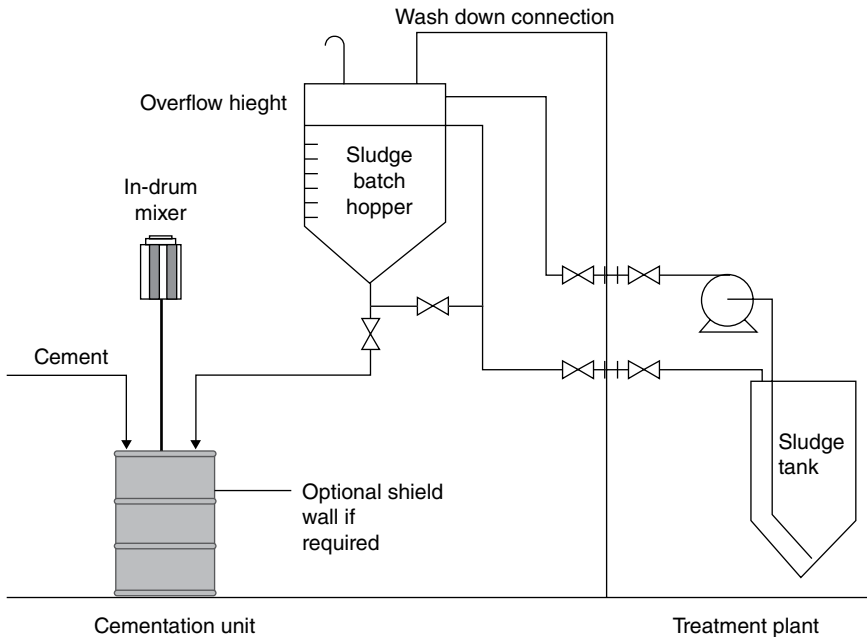 Wash down connection
Overflow hieght
Sludge
batch
hopper
In-drum
mixer
Cement
Sludge
tank
Optional shield
wall if
required
Cementation unit
Treatment plant